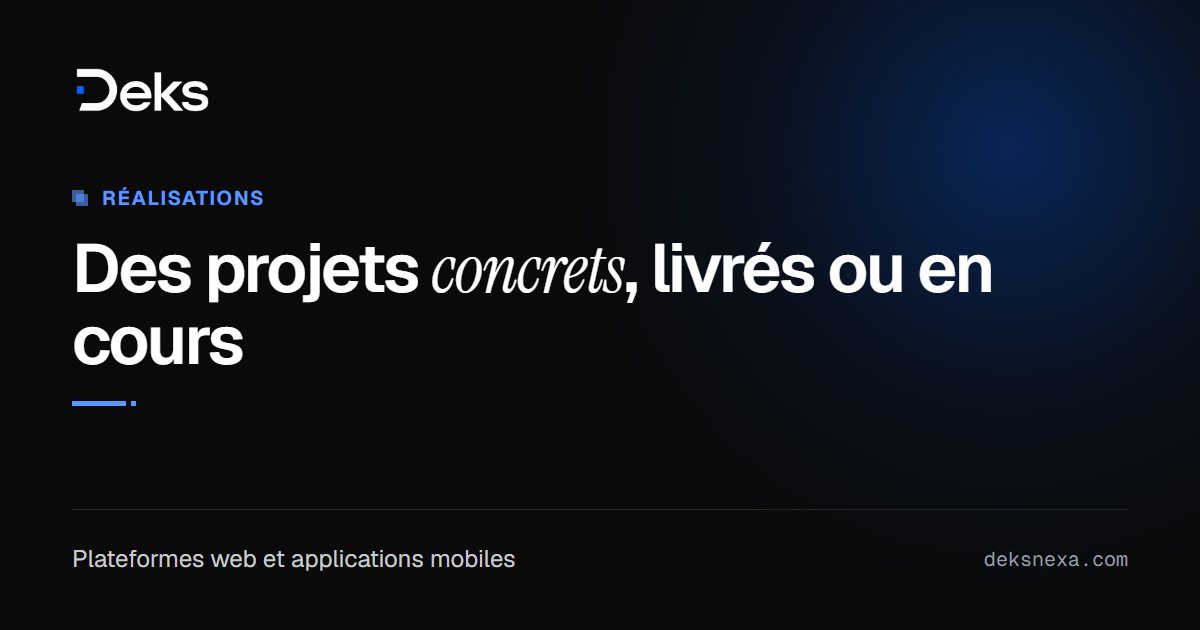 Deks
RÉALISATIONS
Des projets concrets, livrés ou en
cours
Plateformes web et applications mobiles
deksnexa.com